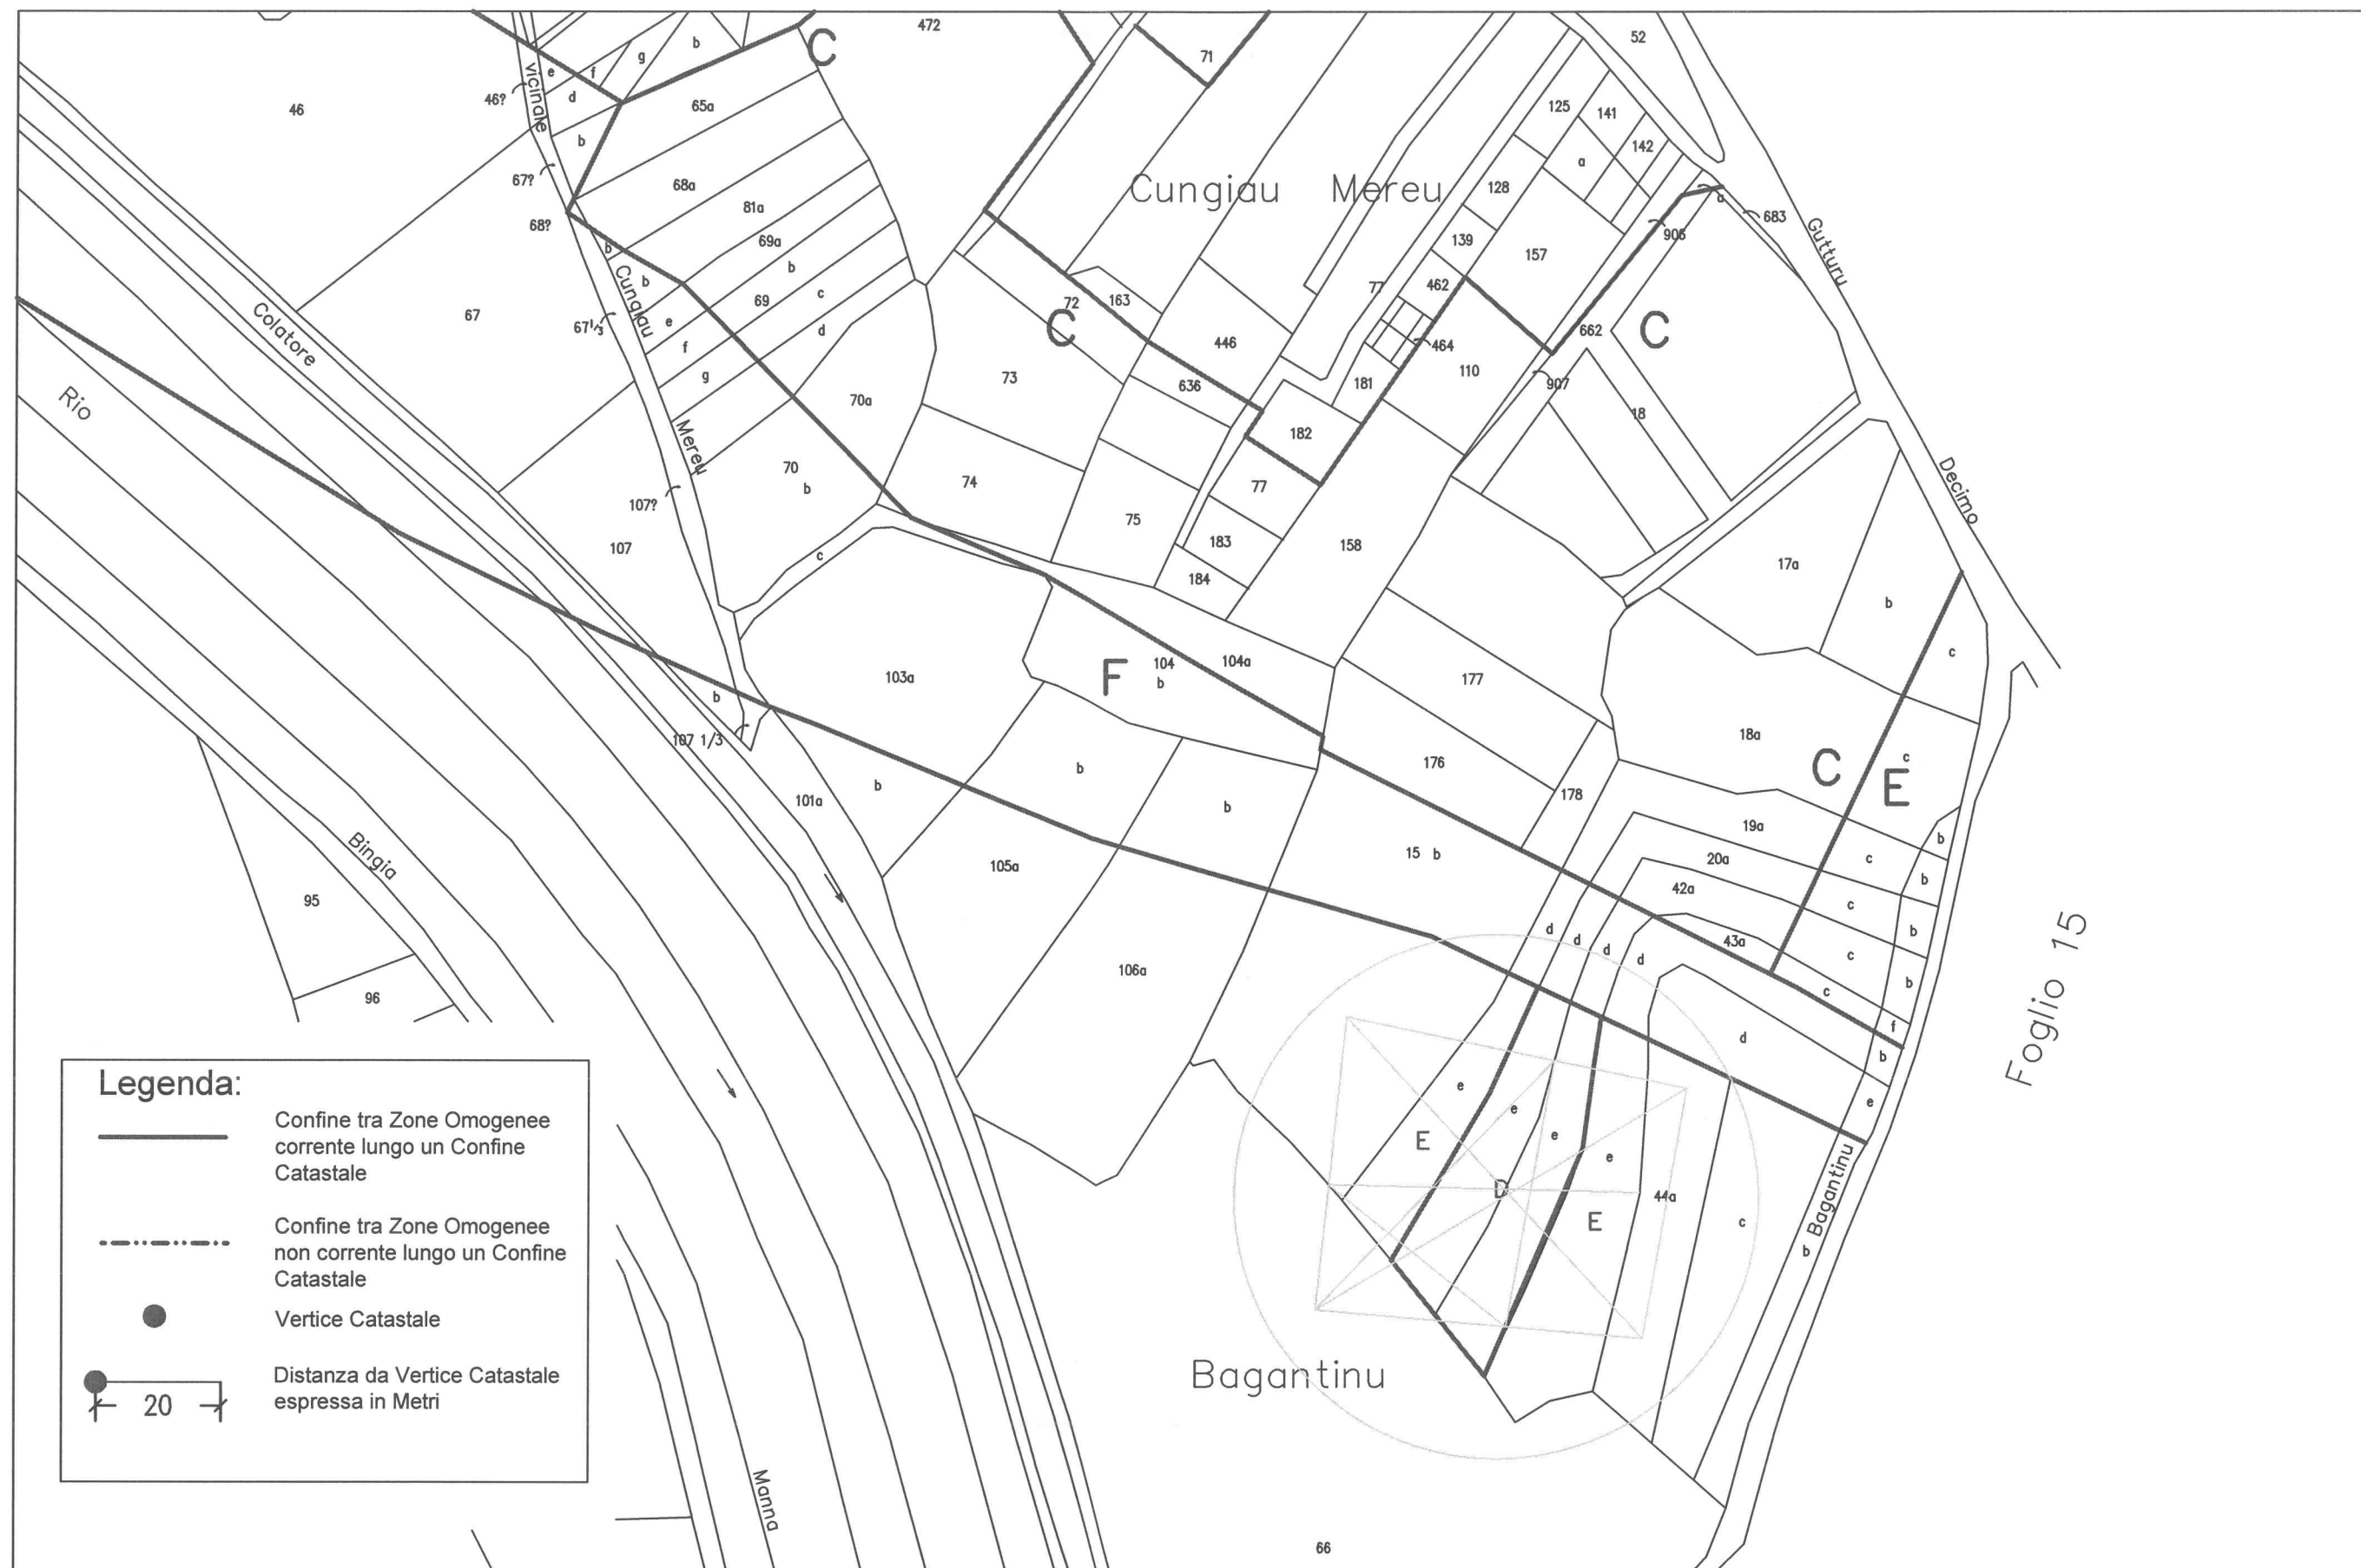 472
71
52
C
b
g
f
e
vicinale
46?
d
46
65a
b
125
141
142
a
67?
68a
Cungiau Mereu
128
81a
68?
683
906
a
Gutturu
69a
b
139
157
b
b
Cungiau
69
c
77
462
72
163
C
67
67⅓
e
d
662
C
446
464
f
Colatore
g
73
636
181
110
907
70a
Rio
18
182
Mereu
70
b
74
77
Decimo
107?
75
183
158
107
c
184
17a
b
103a
F
104
b
104a
177
c
b
107 1/3
18a
176
C
E
c
b
b
101a
b
178
19a
b
15 b
105a
20a
c
b
Bingia
42a
95
c
b
d
d
d
d
43a
c
b
Foglio 15
106a
96
c
f
d
b
e
e
e
e
e
E
D
44a
E
c
Bagantinu
b
Bagantinu
Manna
66
Legenda:
Confine tra Zone Omogenee
corrente lungo un Confine
Catastale
Confine tra Zone Omogenee
non corrente lungo un Confine
Catastale
Vertice Catastale
Distanza da Vertice Catastale
espressa in Metri
20